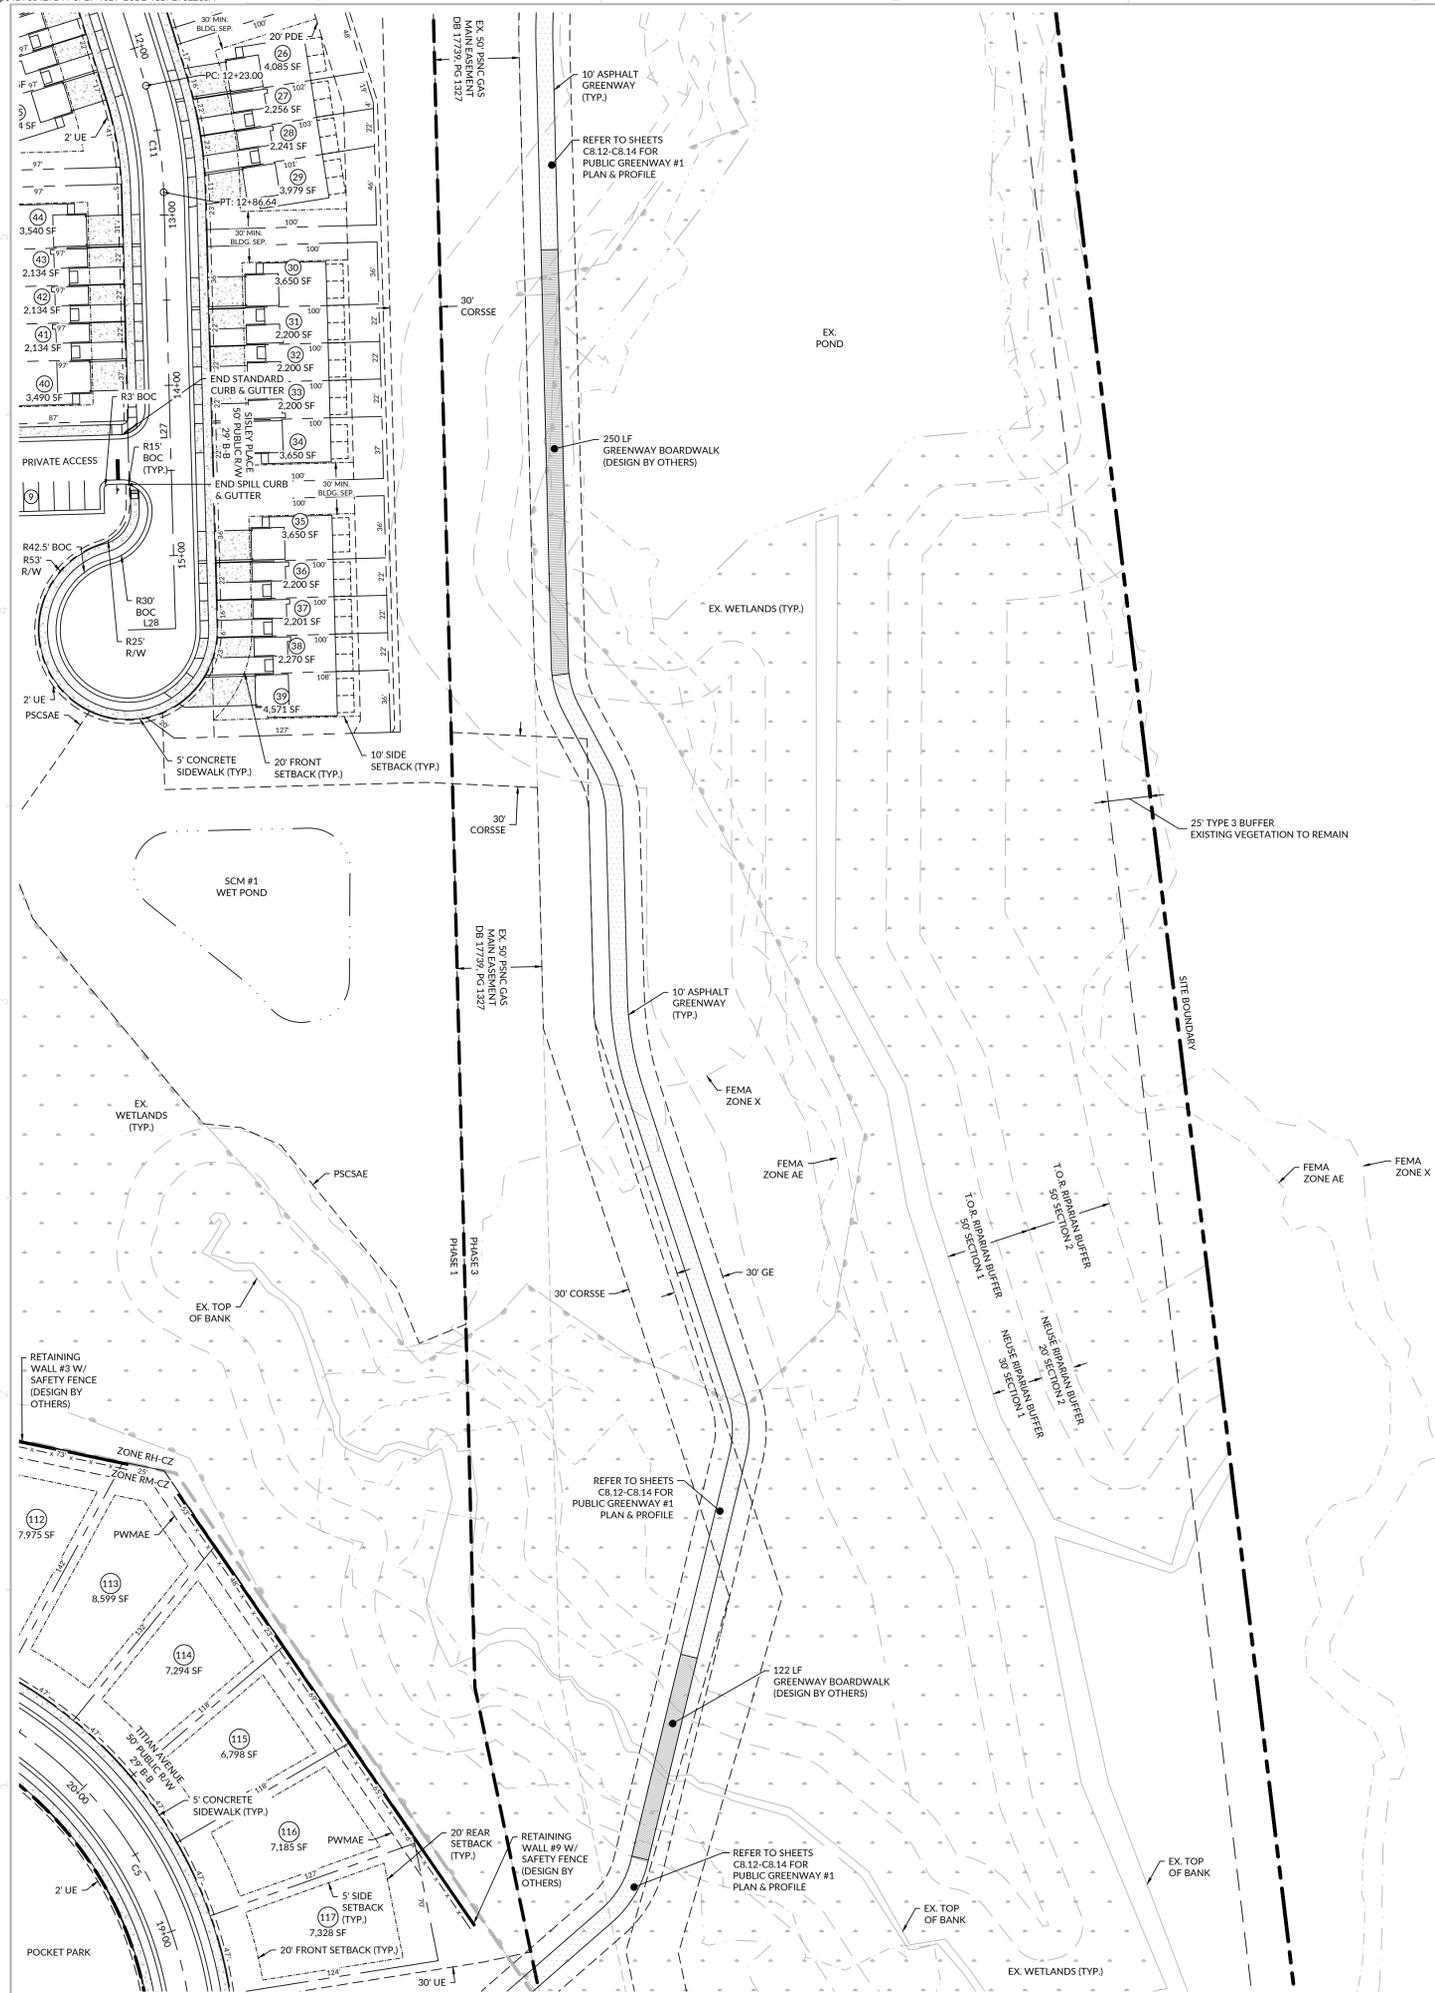 30' MIN.
BLDG. SEP.
20' PDE
26
4,085 SF
27
2,256 SF
28
2,241 SF
29
3,979 SF
12+00
PC: 12+23.00
C11
2' UE
PT: 12+86.64
13+00
30' MIN.
BLDG. SEP.
EX. 50' PSNC GAS
MAIN EASEMENT
DB 17739, PG 1327
10' ASPHALT
GREENWAY
(TYP.)
REFER TO SHEETS
C8.12-C8.14 FOR
PUBLIC GREENWAY #1
PLAN & PROFILE
44
3,540 SF
43
2,134 SF
42
2,134 SF
41
2,134 SF
40
3,490 SF
30
3,650 SF
31
2,200 SF
32
2,200 SF
33
2,200 SF
34
3,650 SF
30'
CORSSE
EX.
POND
14+00
L27
END STANDARD
CURB & GUTTER
R3' BOC
SISLEY PLACE
50' PUBLIC R/W
29' B-B
87'
PRIVATE ACCESS
R15'
BOC
(TYP.)
9
END SPILL CURB
& GUTTER
30' MIN.
BLDG. SEP.
250 LF
GREENWAY BOARDWALK
(DESIGN BY OTHERS)
35
3,650 SF
36
2,200 SF
37
2,201 SF
38
2,270 SF
39
4,571 SF
15+00
R42.5' BOC
R53'
R/W
R30'
BOC
L28
R25'
R/W
2' UE
PSCSAE
127'
108'
5' CONCRETE
SIDEWALK (TYP.)
20' FRONT
SETBACK (TYP.)
10' SIDE
SETBACK (TYP.)
EX. WETLANDS (TYP.)
30'
CORSSE
25' TYPE 3 BUFFER
EXISTING VEGETATION TO REMAIN
SCM #1
WET POND
EX. 50' PSNC GAS
MAIN EASEMENT
DB 17739, PG 1327
10' ASPHALT
GREENWAY
(TYP.)
SITE BOUNDARY
FEMA
ZONE X
EX.
WETLANDS
(TYP.)
PSCSAE
FEMA
ZONE AE
FEMA
ZONE AE
FEMA
ZONE X
T.O.R. RIPARIAN BUFFER
50' SECTION 2
T.O.R. RIPARIAN BUFFER
50' SECTION 1
PHASE 3
PHASE 1
30' GE
30' CORSSE
EX. TOP
OF BANK
NEUSE RIPARIAN BUFFER
20' SECTION 2
NEUSE RIPARIAN BUFFER
30' SECTION 1
RETAINING
WALL #3 W/
SAFETY FENCE
(DESIGN BY
OTHERS)
73'
25'
ZONE RH-CZ
ZONE RM-CZ
PWMAE
112
7,975 SF
142'
113
8,599 SF
132'
114
7,294 SF
118'
115
6,798 SF
118'
116
7,185 SF
127'
117
7,328 SF
124'
REFER TO SHEETS
C8.12-C8.14 FOR
PUBLIC GREENWAY #1
PLAN & PROFILE
122 LF
GREENWAY BOARDWALK
(DESIGN BY OTHERS)
TITIAN AVENUE
50' PUBLIC R/W
29' B-B
20+00
5' CONCRETE
SIDEWALK (TYP.)
C5
2' UE
19+00
POCKET PARK
PWMAE
20' REAR
SETBACK
(TYP.)
5' SIDE
SETBACK
(TYP.)
20' FRONT SETBACK (TYP.)
70'
30' UE
RETAINING
WALL #9 W/
SAFETY FENCE
(DESIGN BY
OTHERS)
REFER TO SHEETS
C8.12-C8.14 FOR
PUBLIC GREENWAY #1
PLAN & PROFILE
EX. TOP
OF BANK
EX. TOP
OF BANK
EX. WETLANDS (TYP.)